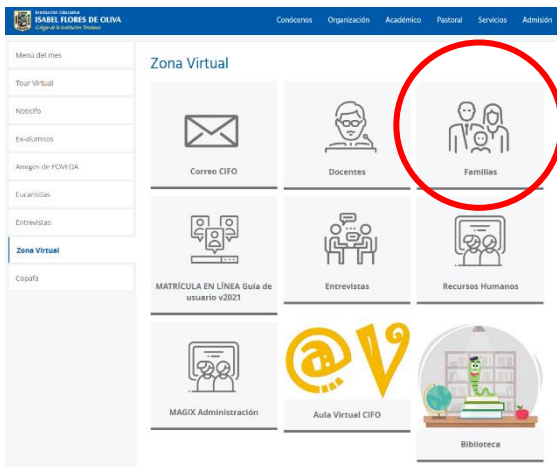 Institución Educativa
ISABEL FLORES DE OLIVA
Colegio de la Institución Teresiana
Conócenos Organización Académico Pastoral Servicios Admisión
Menú del mes
Tour Virtual
Noticifo
Ex-alumnos
Amigos de POVEDA
Eucaristías
Entrevistas
Zona Virtual
Copafa
Zona Virtual
Correo CIFO
Docentes
Familias
MATRÍCULA EN LÍNEA Guía de
usuario v2021
Entrevistas
Recursos Humanos
MAGIX Administración
@V
Aula Virtual CIFO
Biblioteca